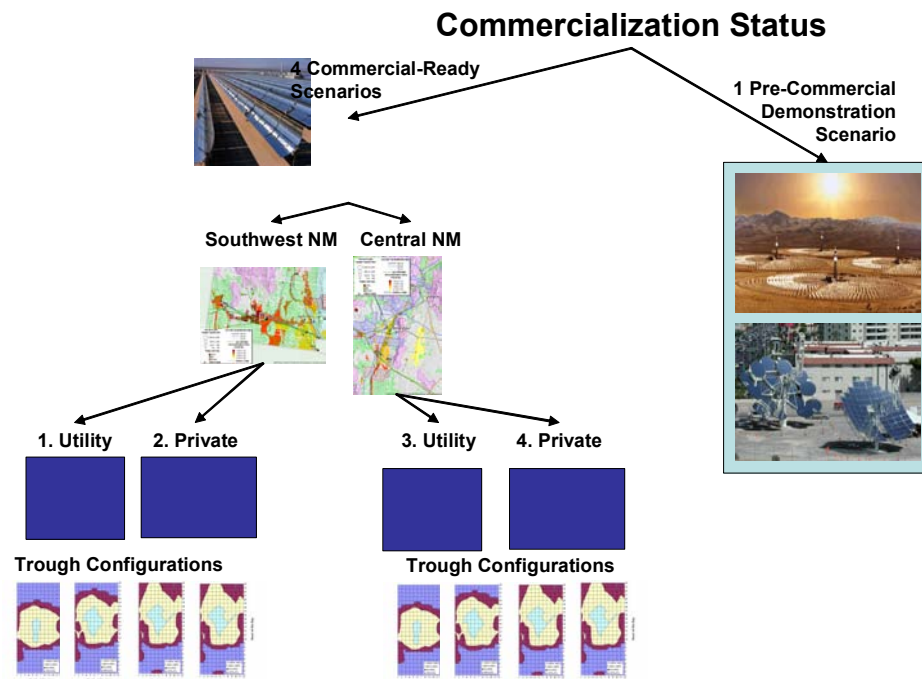 Commercialization Status
4 Commercial-Ready
Scenarios
1 Pre-Commercial
Demonstration
Scenario
Southwest NM
Central NM
1. Utility
2. Private
3. Utility
4. Private
Trough Configurations
Trough Configurations